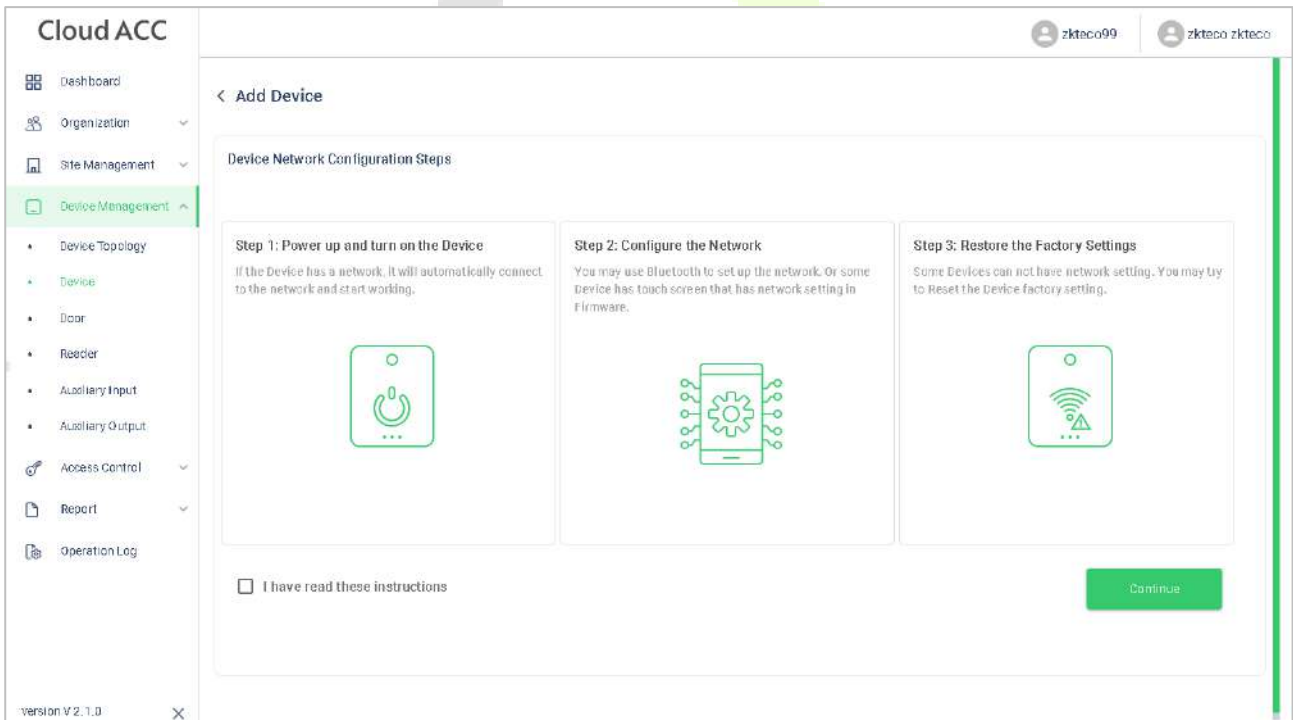 Cloud ACC
zkteco99
zkteco zkteco
Dashboard
Organization
Site Management
Device Management
Device Topology
Device
Door
Reader
Auxiliary Input
Auxiliary Output
Access Control
Report
Operation Log
version V 2.1.0
< Add Device
Device Network Configuration Steps
Step 1: Power up and turn on the Device
If the Device has a network, it will automatically connect
to the network and start working.
Step 2: Configure the Network
You may use Bluetooth to set up the network. Or some
Device has touch screen that has network setting in
Firmware.
Step 3: Restore the Factory Settings
Some Devices can not have network setting. You may try
to Reset the Device factory setting.
I have read these instructions
Continue